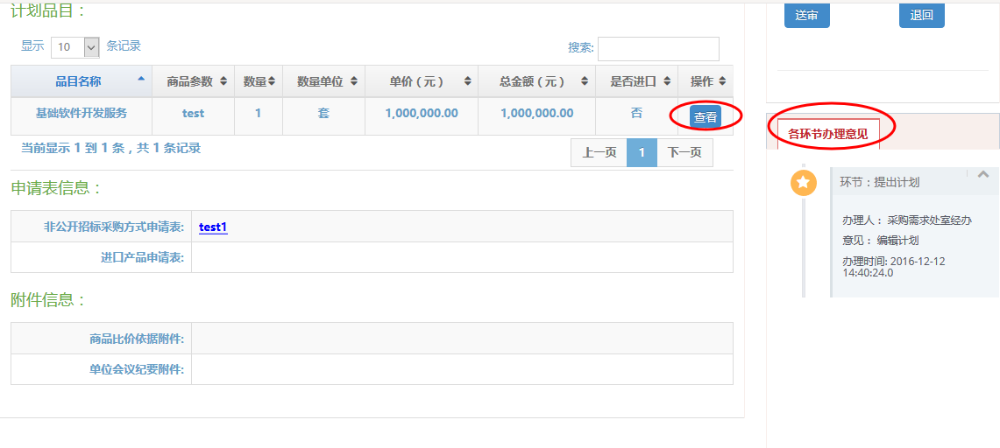 计划品目：
显示 10 条记录
搜索:
品目名称 商品参数 数量 数量单位 单价（元） 总金额（元） 是否进口 操作
基础软件开发服务 test 1 套 1,000,000.00 1,000,000.00 否 查看
当前显示 1 到 1 条，共 1 条记录
上一页 1 下一页
申请表信息：
非公开招标采购方式申请表: test1
进口产品申请表:
附件信息：
商品比价依据附件:
单位会议纪要附件:
送审 退回
各环节办理意见
环节：提出计划
办理人： 采购需求处室经办
意见： 编辑计划
办理时间: 2016-12-12
14:40:24.0